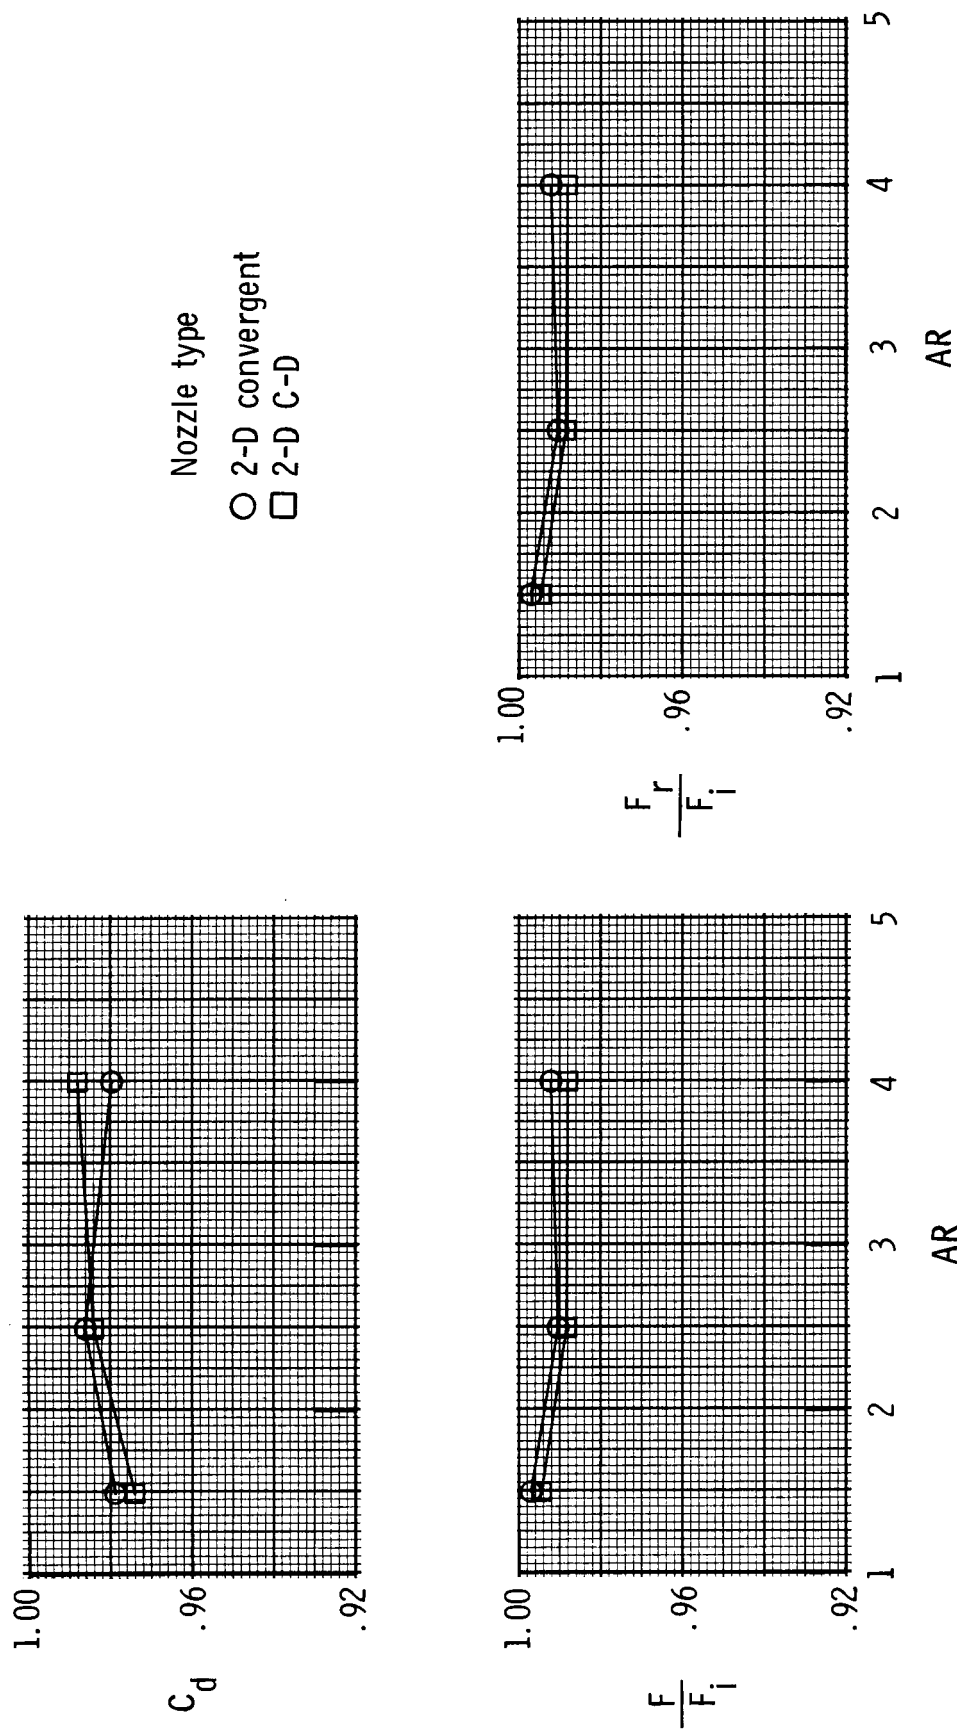 Nozzle type
2-D convergent
2-D C-D
C_d
1.00
.96
.92
F/F_i
1.00
.96
.92
1 2 3 4 5
AR
F_r/F_i
1.00
.96
.92
1 2 3 4 5
AR